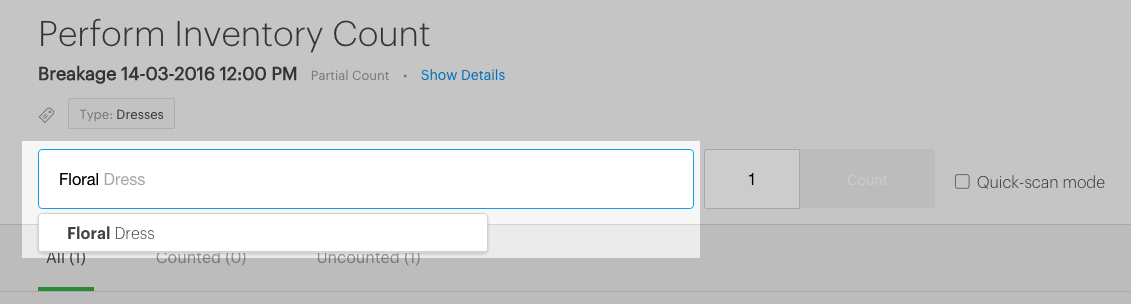 Perform Inventory Count
Breakage 14-03-2016 12:00 PM Partial Count • Show Details
Type: Dresses
Floral Dress 1 Count Quick-scan mode
Floral Dress
All (1) Counted (0) Uncounted (1)